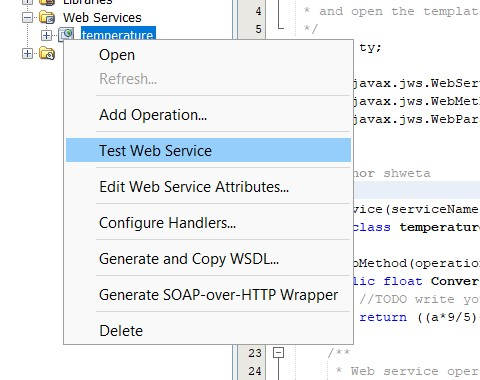 Libraries
Web Services
temperature
Open
Refresh...
Add Operation...
Test Web Service
Edit Web Service Attributes...
Configure Handlers...
Generate and Copy WSDL...
Generate SOAP-over-HTTP Wrapper
Delete
4 * and open the templat
5 */
ty;
javax.jws.WebSer
javax.jws.WebMet
javax.jws.WebPar
hor shweta
vice(serviceName
class temperatur
Method(operation
lic float Conver
//TODO write yo
return ((a*9/5)
23 /**
24 * Web service oper